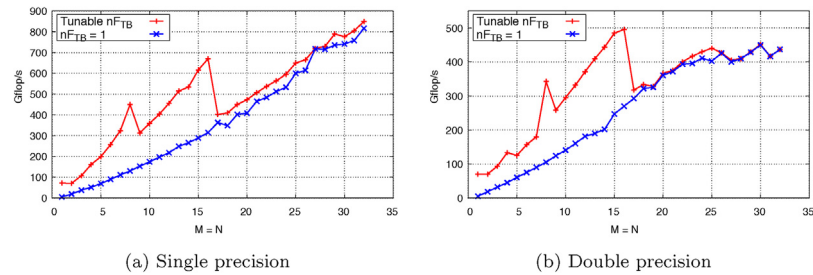 Tunable nF_TB
nF_TB = 1
Gflop/s
900
800
700
600
500
400
300
200
100
0
0 5 10 15 20 25 30 35
M = N
(a) Single precision
Tunable nF_TB
nF_TB = 1
Gflop/s
500
400
300
200
100
0
0 5 10 15 20 25 30 35
M = N
(b) Double precision